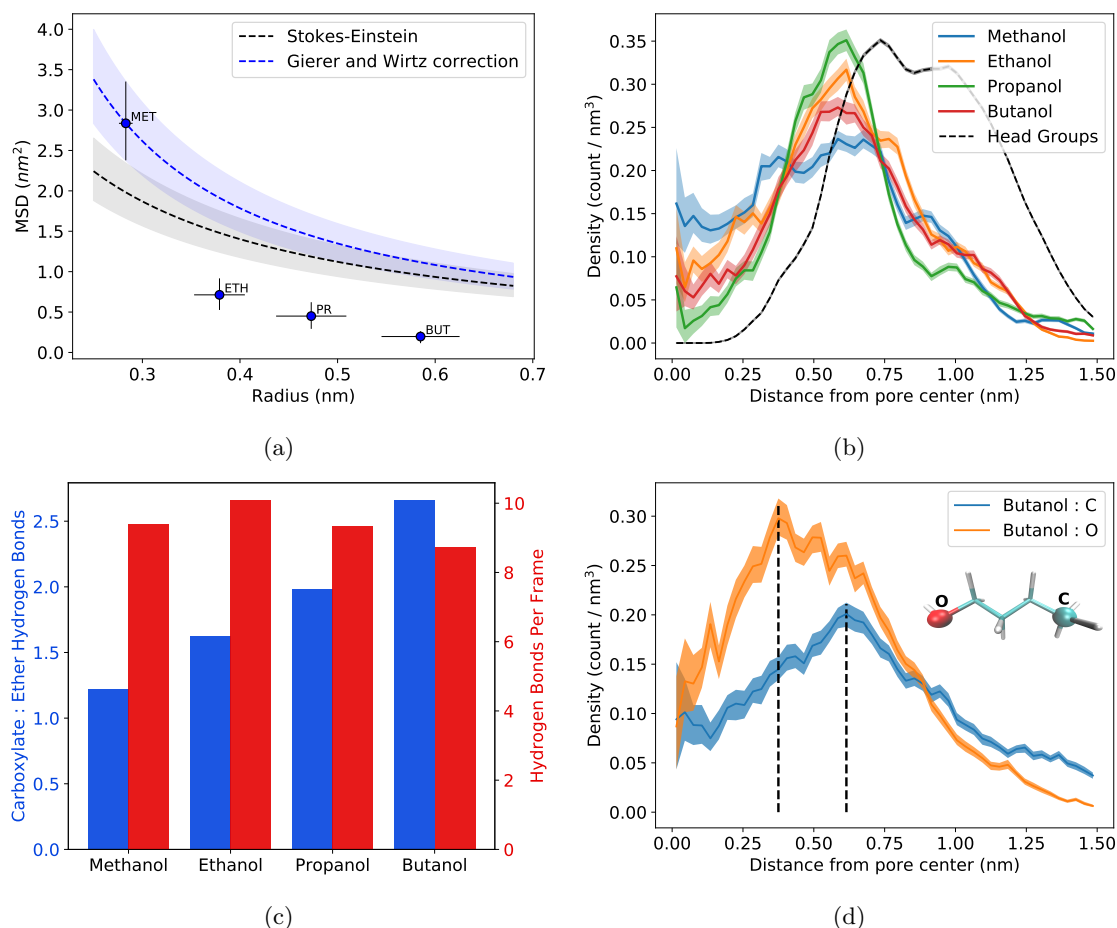 Stokes-Einstein
Gierer and Wirtz correction
MSD (nm²)
4.0
3.5
3.0
2.5
2.0
1.5
1.0
0.5
0.0
MET
ETH
PR
BUT
0.3 0.4 0.5 0.6 0.7
Radius (nm)
(a)
Methanol
Ethanol
Propanol
Butanol
Head Groups
Density (count / nm³)
0.35
0.30
0.25
0.20
0.15
0.10
0.05
0.00
0.00 0.25 0.50 0.75 1.00 1.25 1.50
Distance from pore center (nm)
(b)
Carboxylate : Ether Hydrogen Bonds
2.5
2.0
1.5
1.0
0.5
0.0
Hydrogen Bonds Per Frame
10
8
6
4
2
0
Methanol Ethanol Propanol Butanol
(c)
Butanol : C
Butanol : O
O
C
Density (count / nm³)
0.30
0.25
0.20
0.15
0.10
0.05
0.00
0.00 0.25 0.50 0.75 1.00 1.25 1.50
Distance from pore center (nm)
(d)